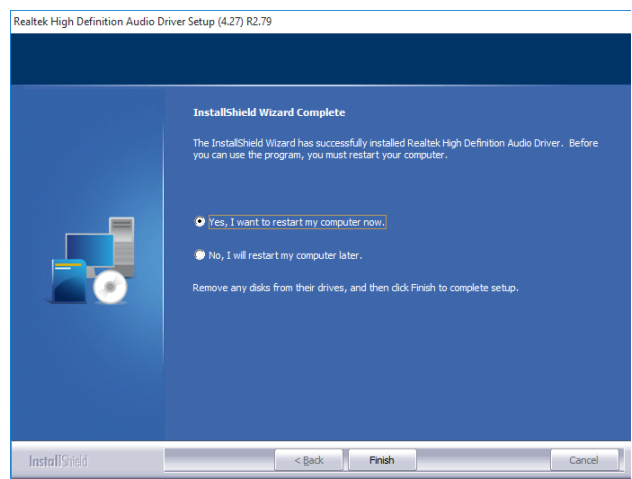 Realtek High Definition Audio Driver Setup (4.27) R2.79
InstallShield Wizard Complete
The InstallShield Wizard has successfully installed Realtek High Definition Audio Driver. Before
you can use the program, you must restart your computer.
Yes, I want to restart my computer now.
No, I will restart my computer later.
Remove any disks from their drives, and then click Finish to complete setup.
InstallShield
< Back
Finish
Cancel